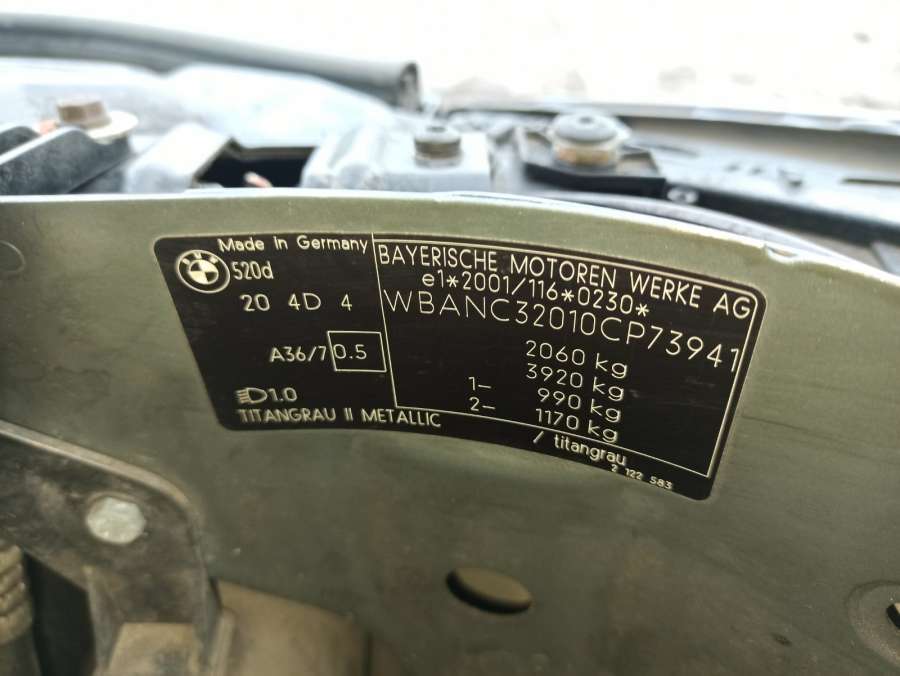 Made in Germany
520d
20 4D 4
A36/7 0.5
1.0
TITANGRAU II METALLIC
BAYERISCHE MOTOREN WERKE AG
e1*2001/116*0230*
WBANC32010CP73941
2060 kg
3920 kg
1- 990 kg
2- 1170 kg
/ titangrau
2 122 583